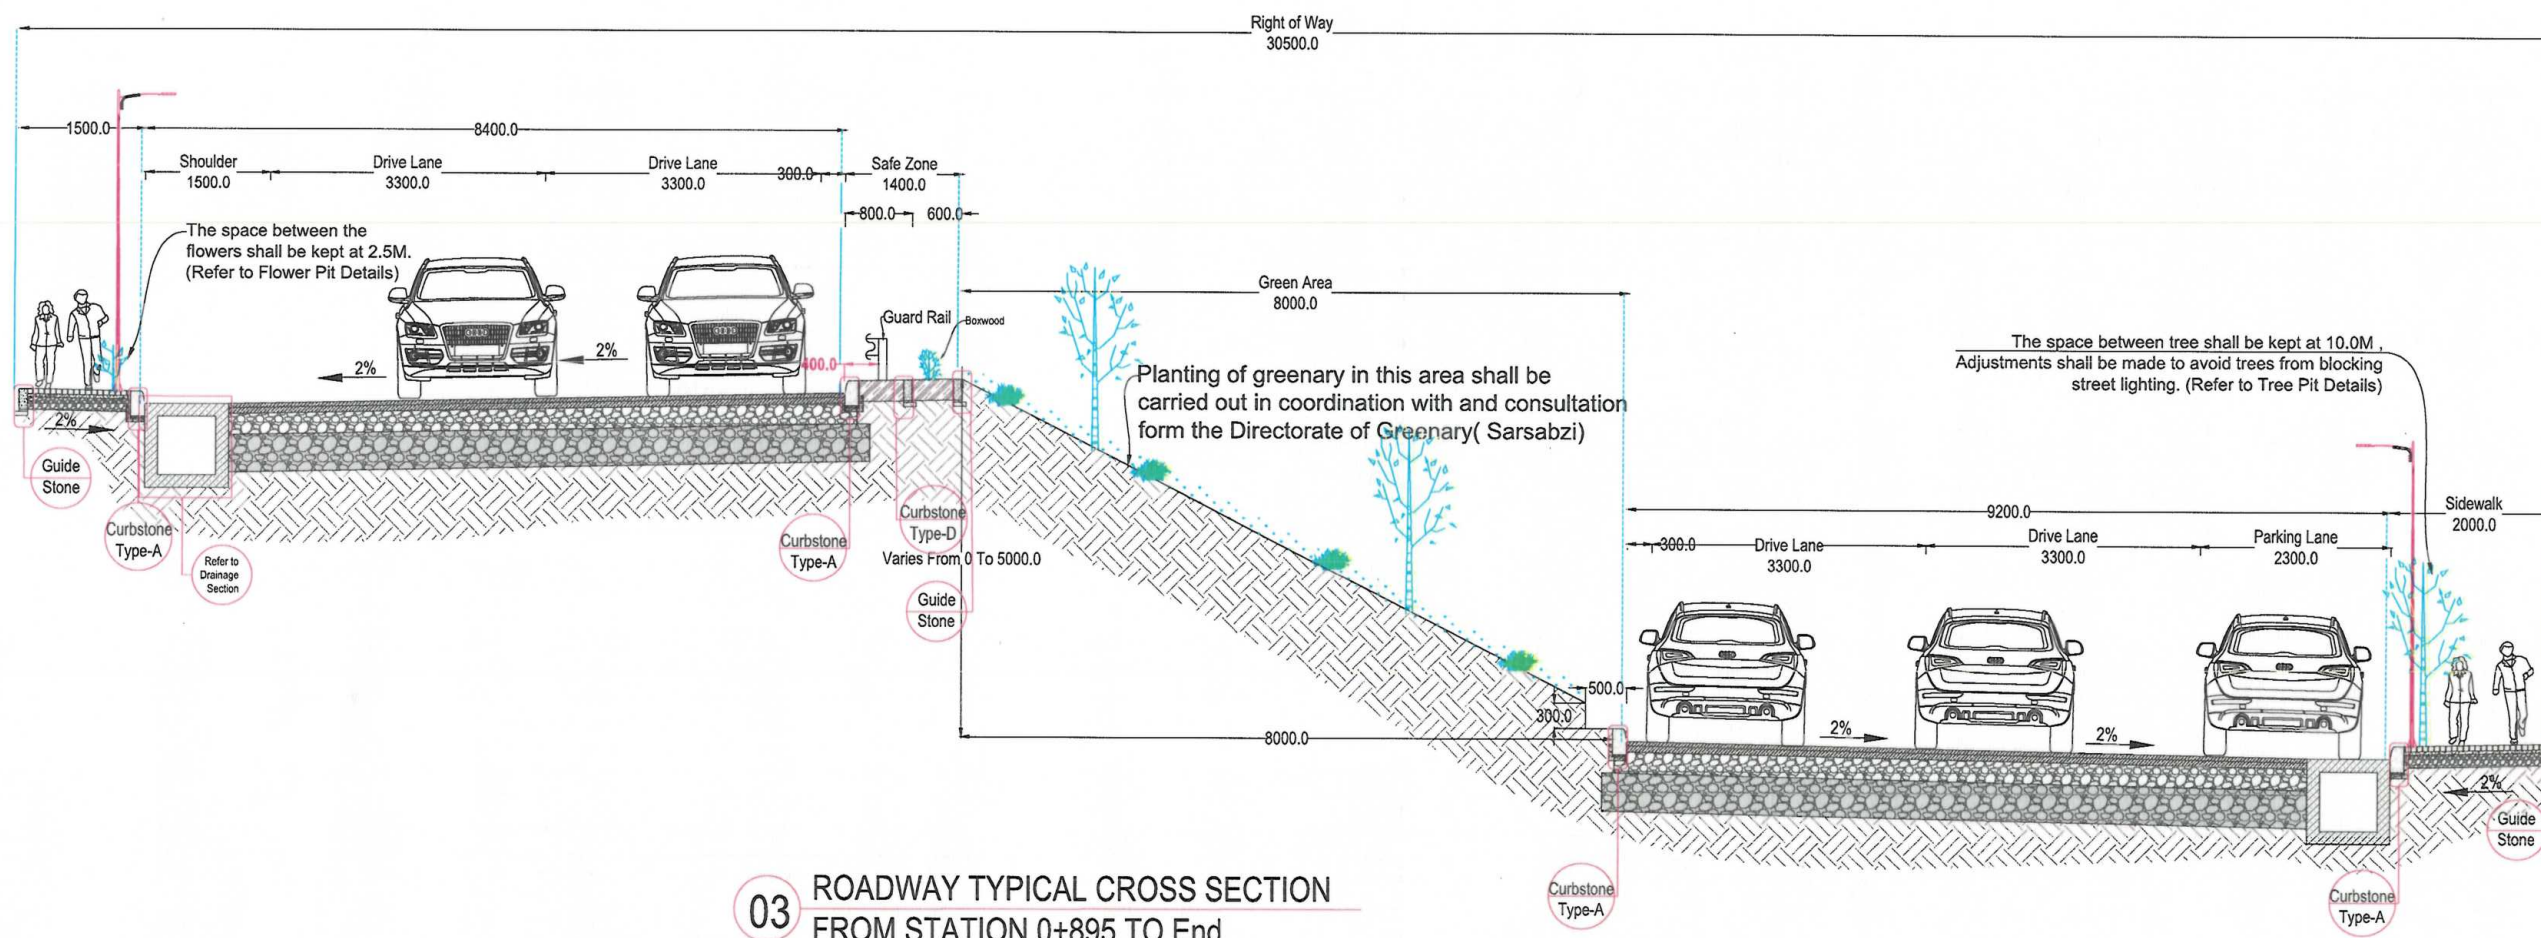 Right of Way
30500.0
1500.0
8400.0
Shoulder
1500.0
Drive Lane
3300.0
Drive Lane
3300.0
300.0
Safe Zone
1400.0
800.0
600.0
The space between the
flowers shall be kept at 2.5M.
(Refer to Flower Pit Details)
Green Area
8000.0
Guard Rail
Boxwood
2%
2%
400.0
2%
Planting of greenary in this area shall be
carried out in coordination with and consultation
form the Directorate of Greenary( Sarsabzi)
The space between tree shall be kept at 10.0M ,
Adjustments shall be made to avoid trees from blocking
street lighting. (Refer to Tree Pit Details)
Guide
Stone
Curbstone
Type-A
Refer to
Drainage
Section
Curbstone
Type-A
Curbstone
Type-D
Varies From 0 To 5000.0
Guide
Stone
9200.0
Sidewalk
2000.0
300.0
Drive Lane
3300.0
Drive Lane
3300.0
Parking Lane
2300.0
500.0
300.0
8000.0
2%
2%
2%
Guide
Stone
Curbstone
Type-A
Curbstone
Type-A
03
ROADWAY TYPICAL CROSS SECTION
FROM STATION 0+895 TO End